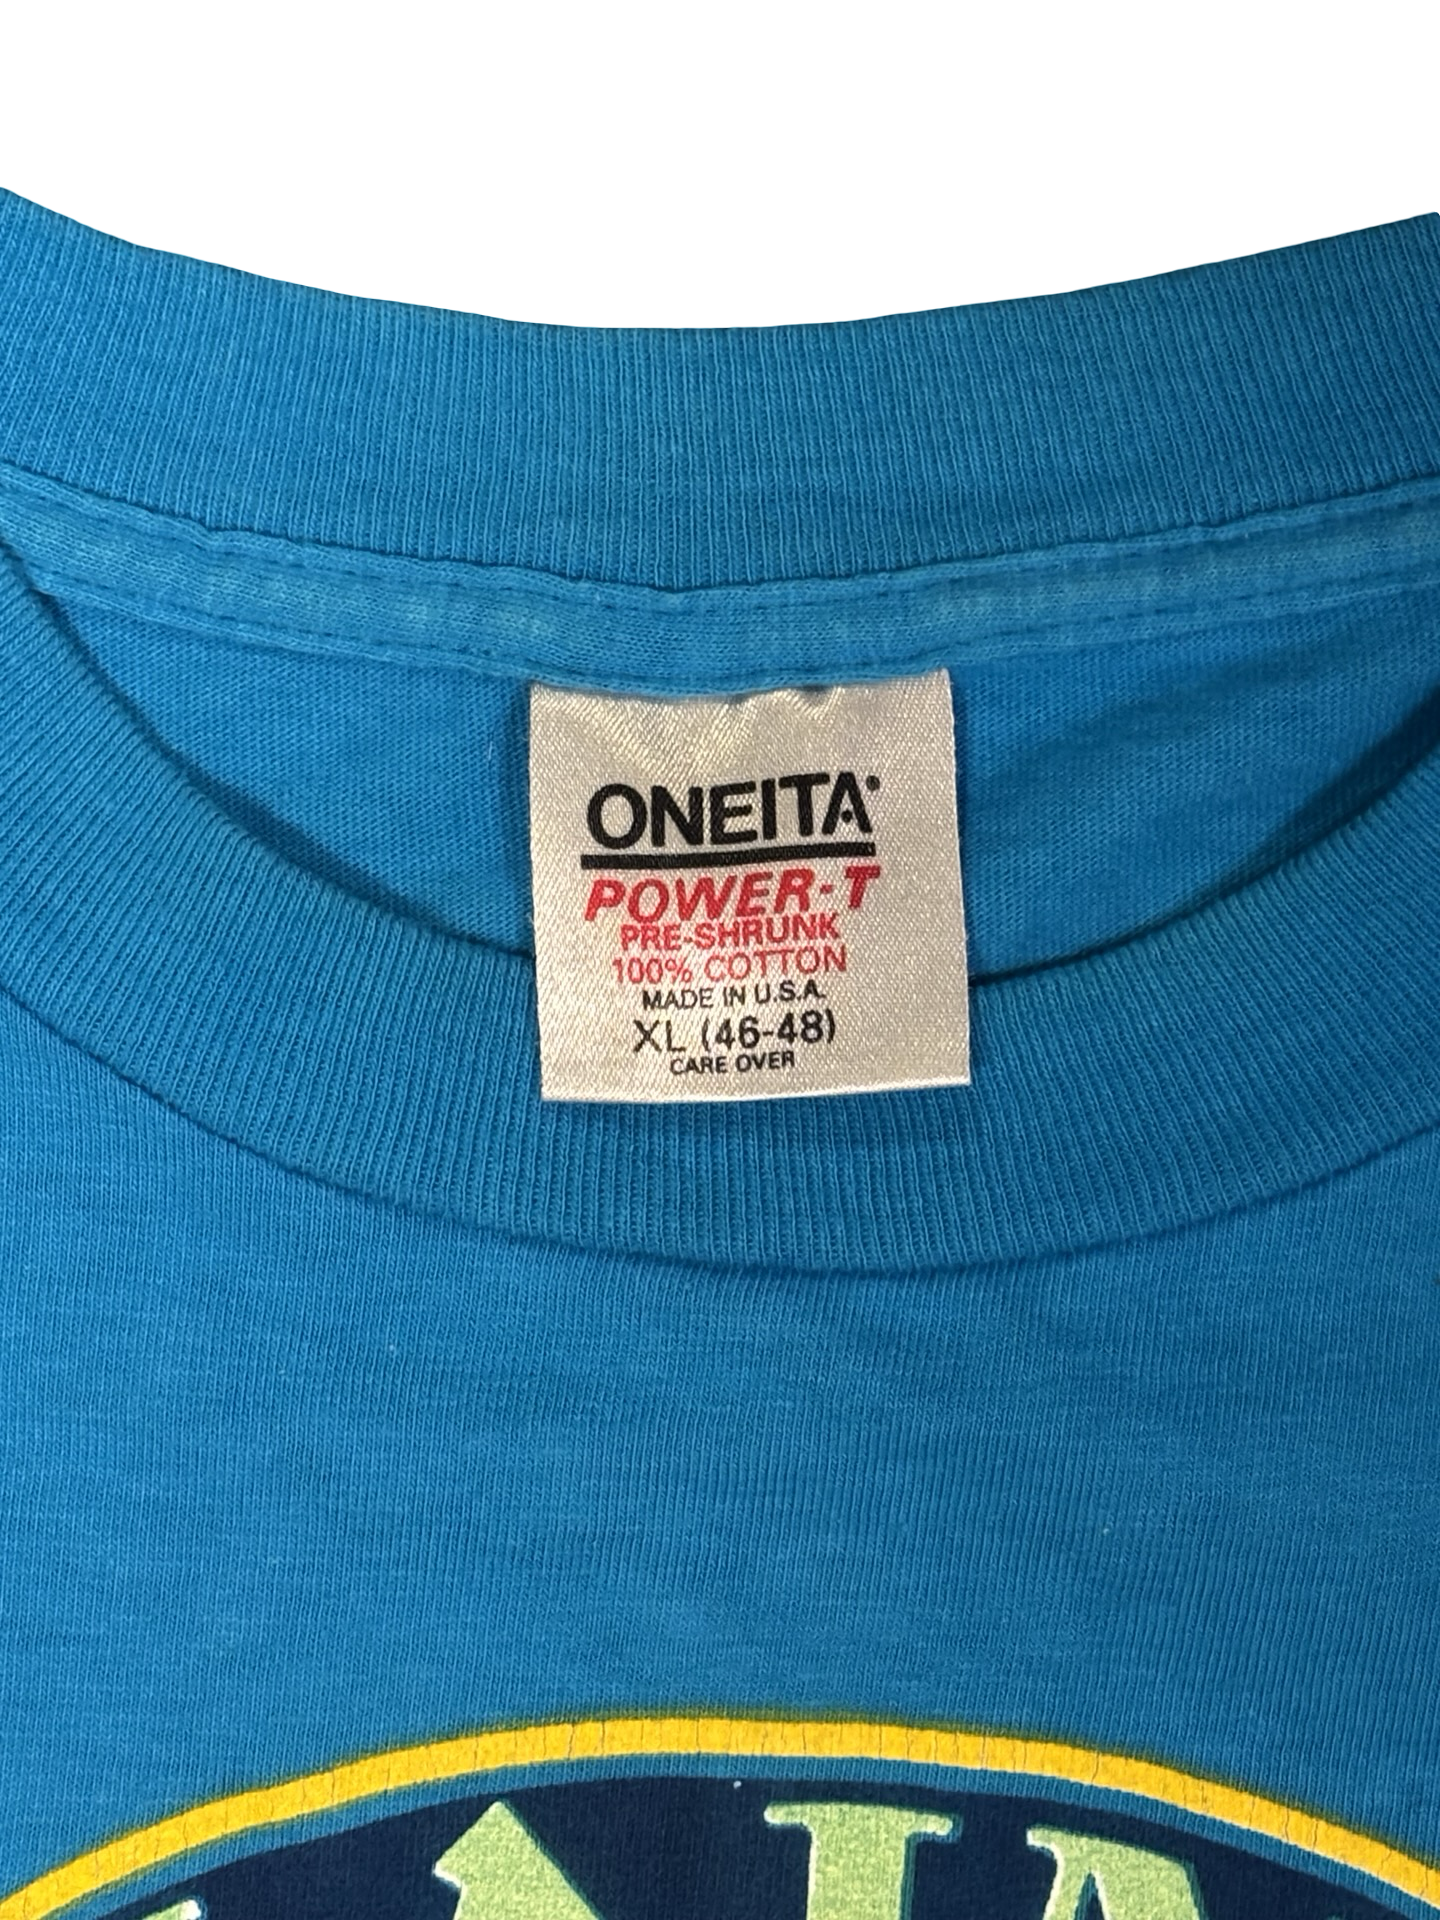 ONEITA
POWER-T
PRE-SHRUNK
100% COTTON
MADE IN U.S.A.
XL (46-48)
CARE OVER